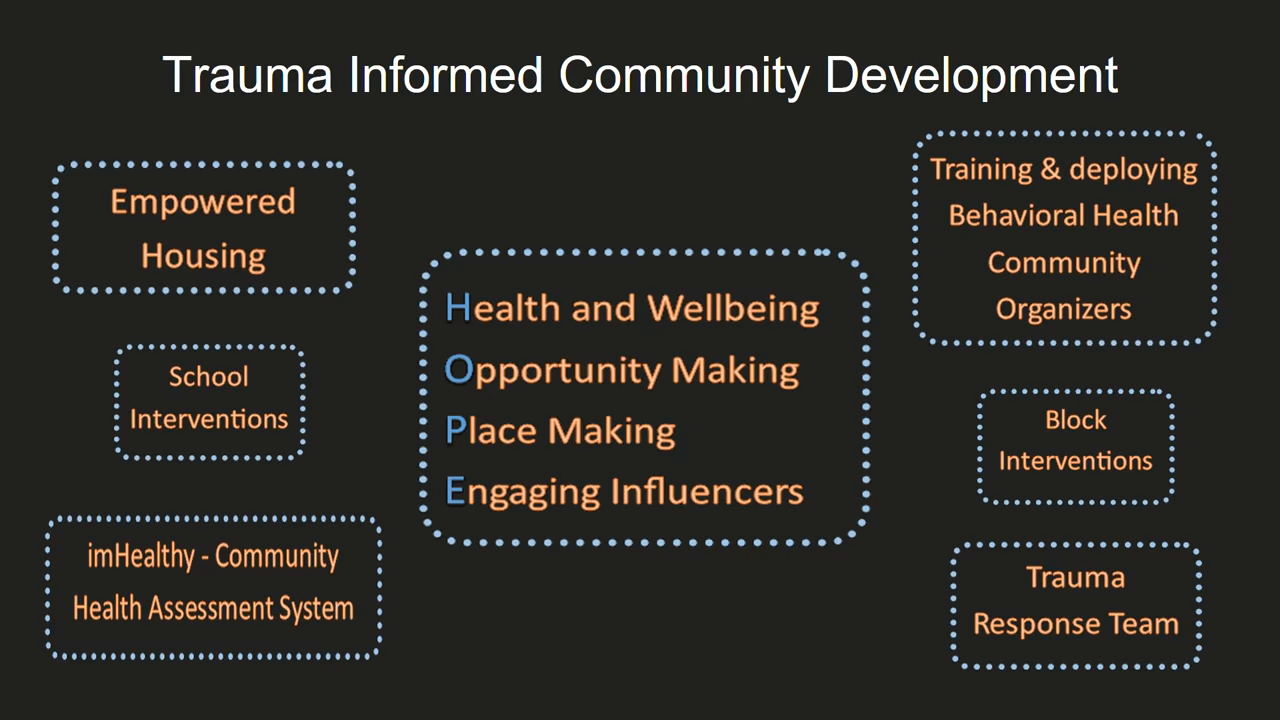 Trauma Informed Community Development
Empowered
Housing
School
Interventions
imHealthy - Community
Health Assessment System
Health and Wellbeing
Opportunity Making
Place Making
Engaging Influencers
Training & deploying
Behavioral Health
Community
Organizers
Block
Interventions
Trauma
Response Team